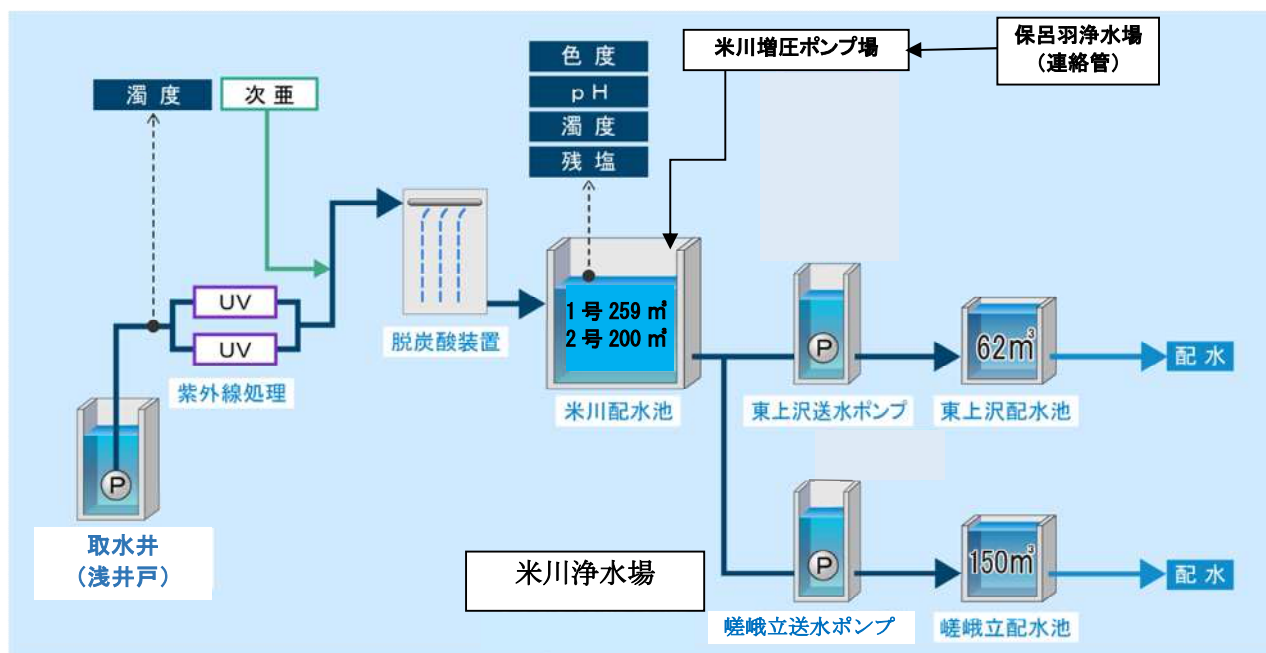 米川増圧ポンプ場
保呂羽浄水場
（連絡管）
色度
pH
濁度
残塩
濁度
次亜
UV
UV
紫外線処理
脱炭酸装置
1号 259 ㎥
2号 200 ㎥
米川配水池
P
東上沢送水ポンプ
62m³
東上沢配水池
配水
P
取水井
（浅井戸）
米川浄水場
P
嵯峨立送水ポンプ
150m³
嵯峨立配水池
配水